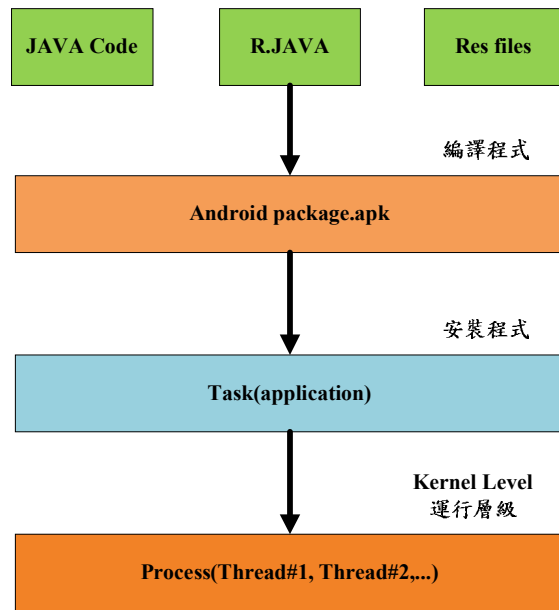 JAVA Code
R.JAVA
Res files
編譯程式
Android package.apk
安裝程式
Task(application)
Kernel Level
運行層級
Process(Thread#1, Thread#2,...)